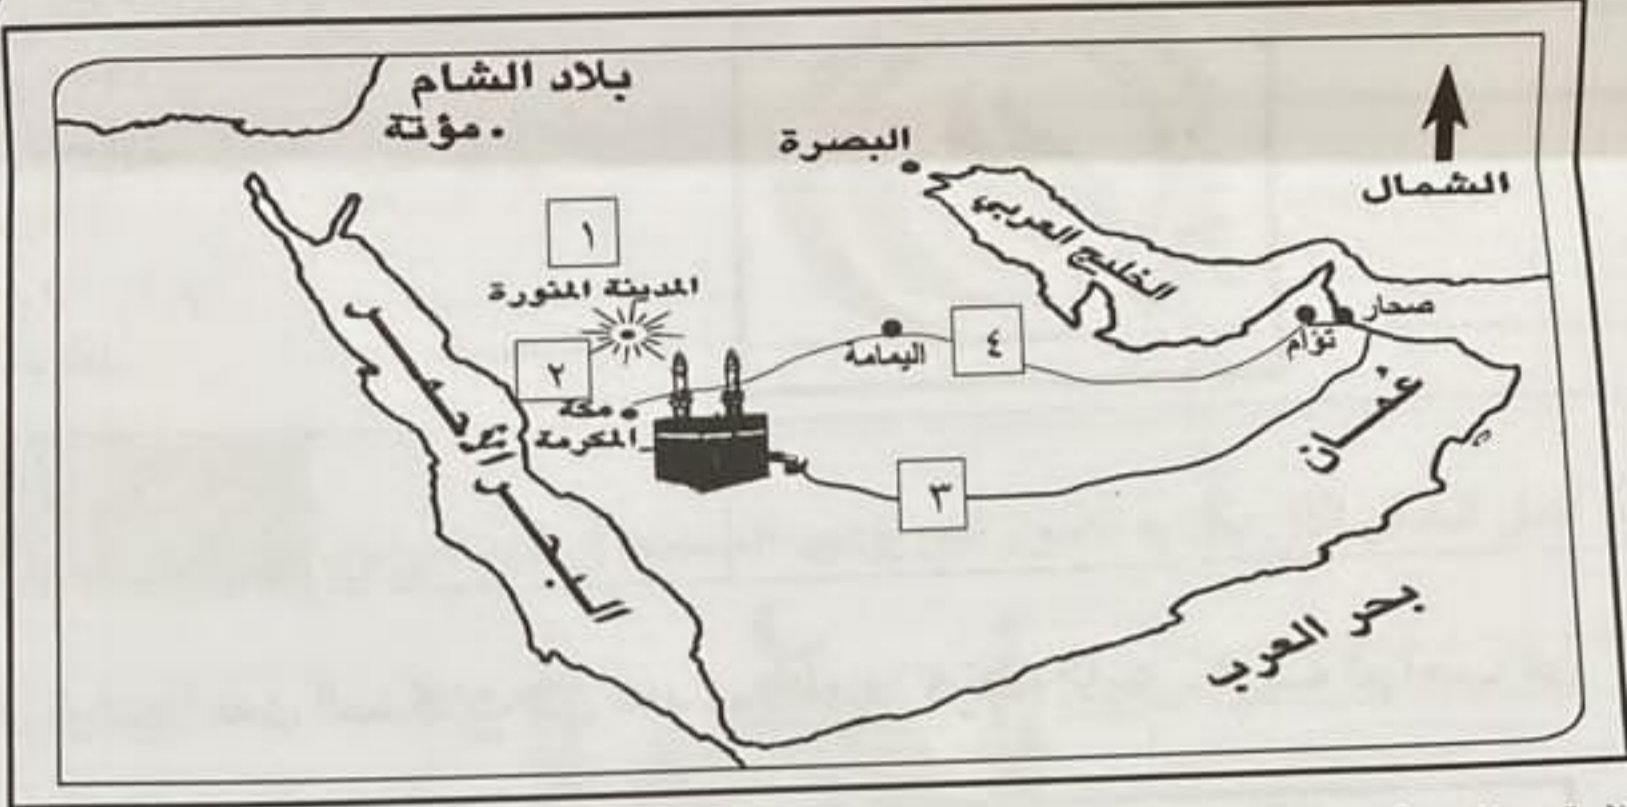 بلاد الشام
مؤتة
البصرة
الشمال
الخليج العربي
١
المدينة المنورة
صحار
توأم
٤
اليمامة
٢
مكة
المكرمة
٣
عُمان
البحر الأحمر
بحر العرب